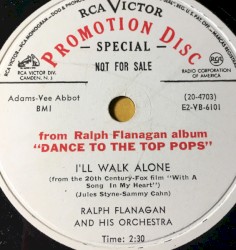 RCA VICTOR
PROMOTION DISC
SPECIAL
NOT FOR SALE
RCA VICTOR DIV.
CAMDEN, N. J.
RADIO CORPORATION
OF AMERICA
Adams-Vee Abbot
BMI
(20-4703)
E2-VB-6101
from Ralph Flanagan album
"DANCE TO THE TOP POPS"
I'LL WALK ALONE
(from the 20th Century-Fox film "With A
Song In My Heart")
(Jules Styne-Sammy Cahn)
RALPH FLANAGAN
AND HIS ORCHESTRA
Time: 2:30